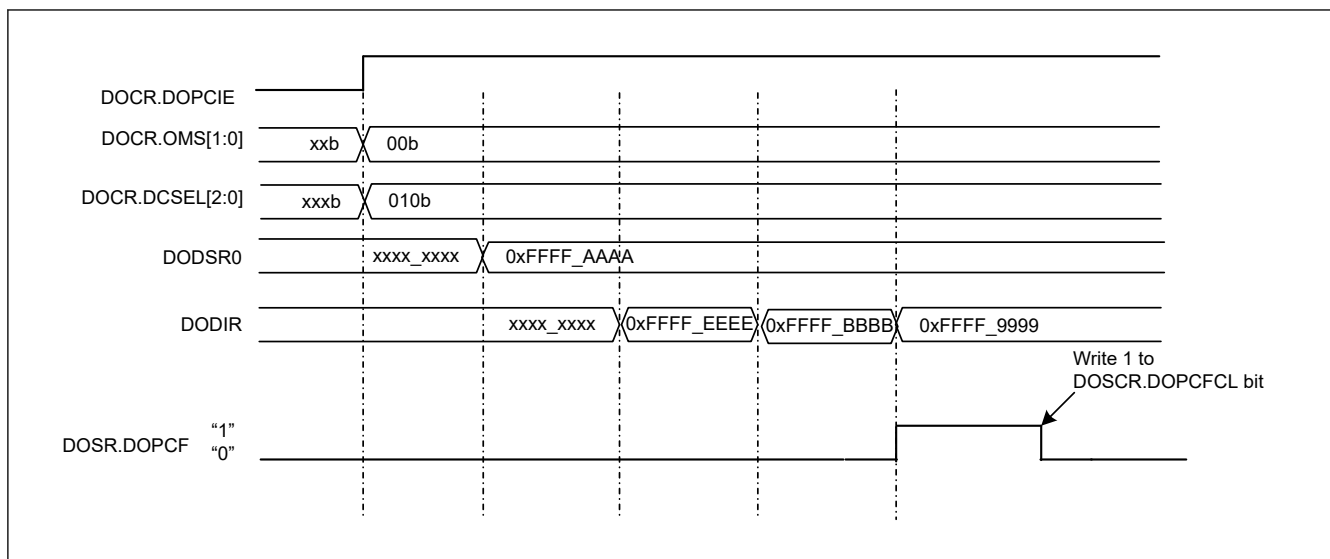 DOCR.DOPCIE
DOCR.OMS[1:0] xxb 00b
DOCR.DCSEL[2:0] xxxb 010b
DODSR0 xxxx_xxxx 0xFFFF_AAAA
DODIR xxxx_xxxx 0xFFFF_EEEE 0xFFFF_BBBB 0xFFFF_9999
Write 1 to
DOSCR.DOPCFCL bit
“1”
DOSR.DOPCF “0”